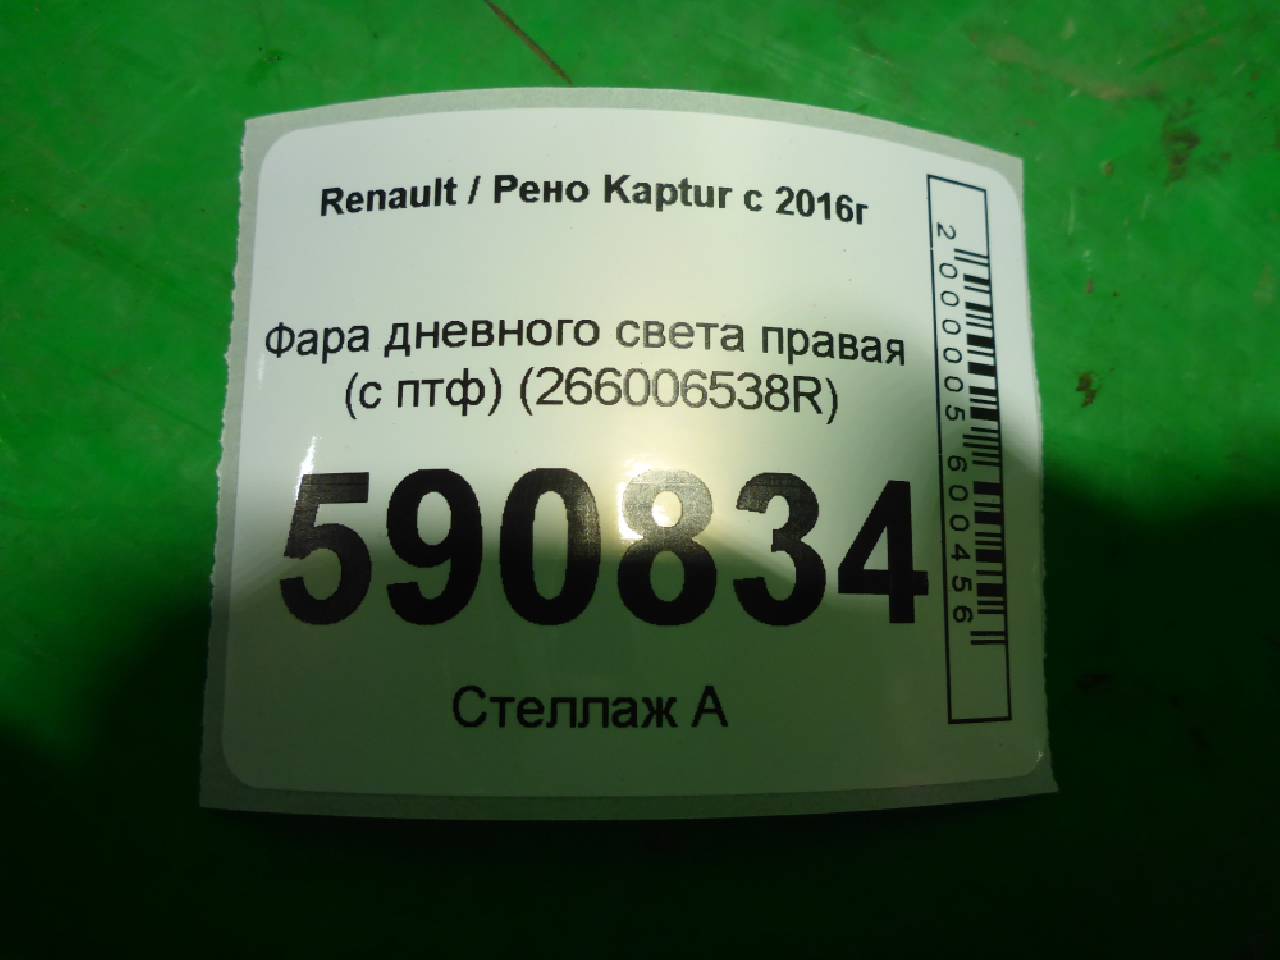 Renault / Рено Kaptur с 2016г
Фара дневного света правая
(с птф) (266006538R)
590834
Стеллаж А
2000005600456